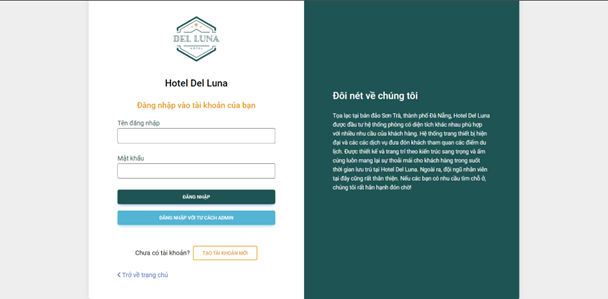 DEL LUNA
HOTEL
Hotel Del Luna
Đăng nhập vào tài khoản của bạn
Tên đăng nhập
Mật khẩu
ĐĂNG NHẬP
ĐĂNG NHẬP VỚI TƯ CÁCH ADMIN
Chưa có tài khoản?
TẠO TÀI KHOẢN MỚI
Trở về trang chủ
Đôi nét về chúng tôi
Tọa lạc tại bán đảo Sơn Trà, thành phố Đà Nẵng, Hotel Del Luna
được đầu tư hệ thống phòng có diện tích khác nhau phù hợp
với nhiều nhu cầu của khách hàng. Hệ thống trang thiết bị hiện
đại và các các dịch vụ đưa đón khách tham quan các điểm du
lịch. Được thiết kế và trang trí theo kiến trúc sang trọng và ấm
cúng luôn mang lại sự thoải mái cho khách hàng trong suốt
thời gian lưu trú tại Hotel Del Luna. Ngoài ra, đội ngũ nhân viên
tại đây cũng rất thân thiện. Nếu các bạn có nhu cầu tìm chỗ ở,
chúng tôi rất hân hạnh đón chờ!